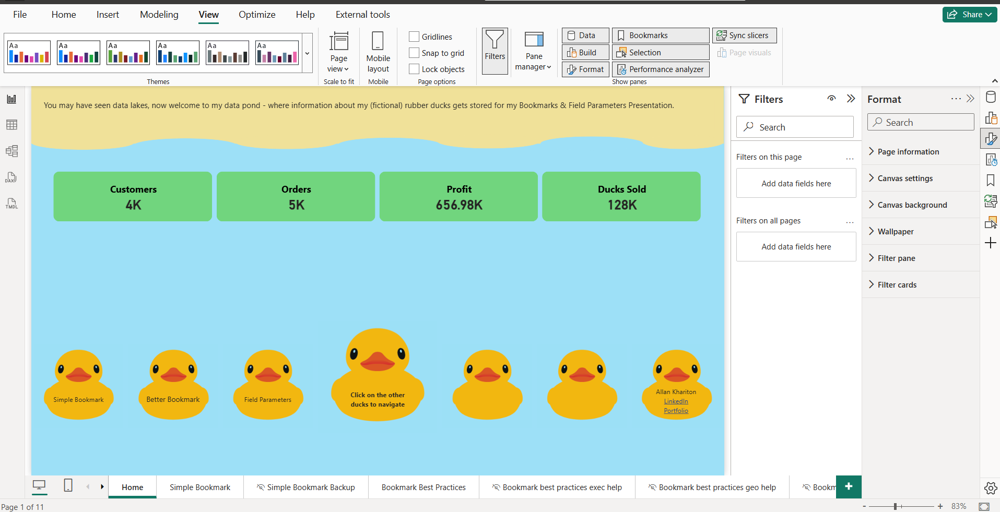 File Home Insert Modeling View Optimize Help External tools Share
Aa Aa Aa Aa Aa Aa
Page view
Mobile layout
Gridlines
Snap to grid
Lock objects
Filters
Pane manager
Data Bookmarks Sync slicers
Build Selection Page visuals
Format Performance analyzer
Themes Scale to fit Mobile Page options Show panes
DAX
TMDL
You may have seen data lakes, now welcome to my data pond - where information about my (fictional) rubber ducks gets stored for my Bookmarks & Field Parameters Presentation.
Customers
4K
Orders
5K
Profit
656.98K
Ducks Sold
128K
Simple Bookmark
Better Bookmark
Field Parameters
Click on the other
ducks to navigate
Allan Khariton
LinkedIn
Portfolio
Filters
Search
Filters on this page ...
Add data fields here
Filters on all pages ...
Add data fields here
Format ...
Search
Page information
Canvas settings
Canvas background
Wallpaper
Filter pane
Filter cards
Home Simple Bookmark Simple Bookmark Backup Bookmark Best Practices Bookmark best practices exec help Bookmark best practices geo help Bookm +
Page 1 of 11 - + 83%